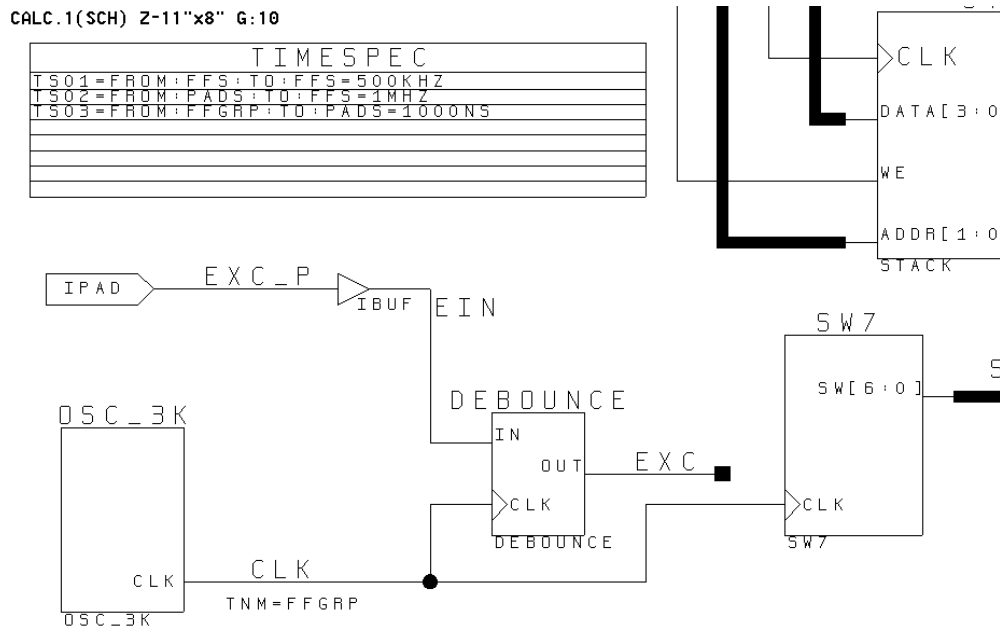 CALC.1(SCH) Z-11"x8" G:10
TIMESPEC
TS01=FROM:FFS:TO:FFS=500KHZ
TS02=FROM:PADS:TO:FFS=1MHZ
TS03=FROM:FFGRP:TO:PADS=1000NS
CLK
DATA[3:0
WE
ADDR[1:0
STACK
IPAD
EXC_P
IBUF
EIN
SW7
SW[6:0]
CLK
SW7
DEBOUNCE
IN
OUT
CLK
DEBOUNCE
EXC
OSC_3K
CLK
OSC_3K
CLK
TNM=FFGRP